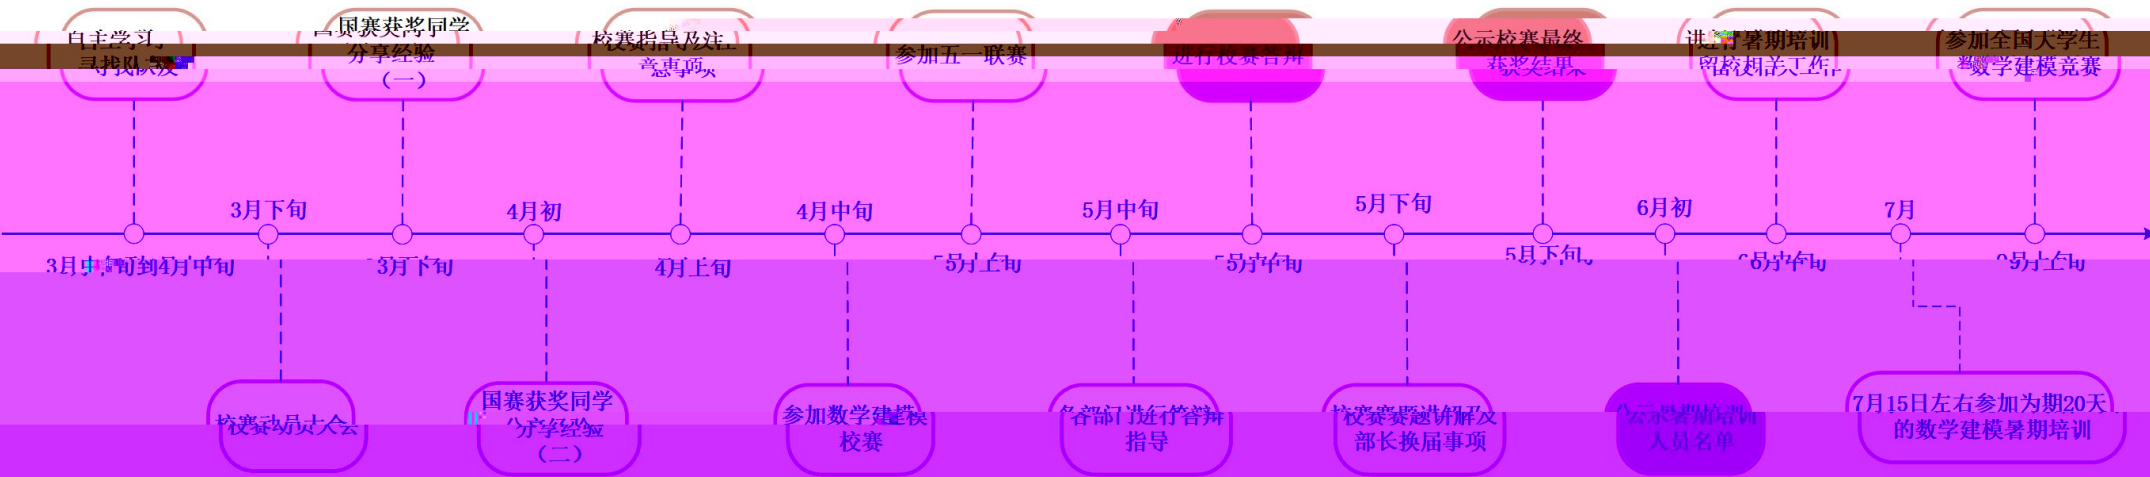 自主学习
寻找队友
国赛获奖同学
分享经验
（一）
校赛指导及注
意事项
参加五一联赛
进行校赛答辩
公示校赛最终
获奖结果
进行暑期培训
留校相关工作
参加全国大学生
数学建模竞赛
3月下旬
4月初
4月中旬
5月中旬
5月下旬
6月初
7月
3月中旬到4月中旬
3月下旬
4月上旬
5月上旬
5月中旬
5月下旬
6月中旬
9月上旬
校赛动员大会
国赛获奖同学
分享经验
（二）
参加数学建模
校赛
各部门进行答辩
指导
校赛赛题讲解及
部长换届事项
公示暑期培训
人员名单
7月15日左右参加为期20天
的数学建模暑期培训